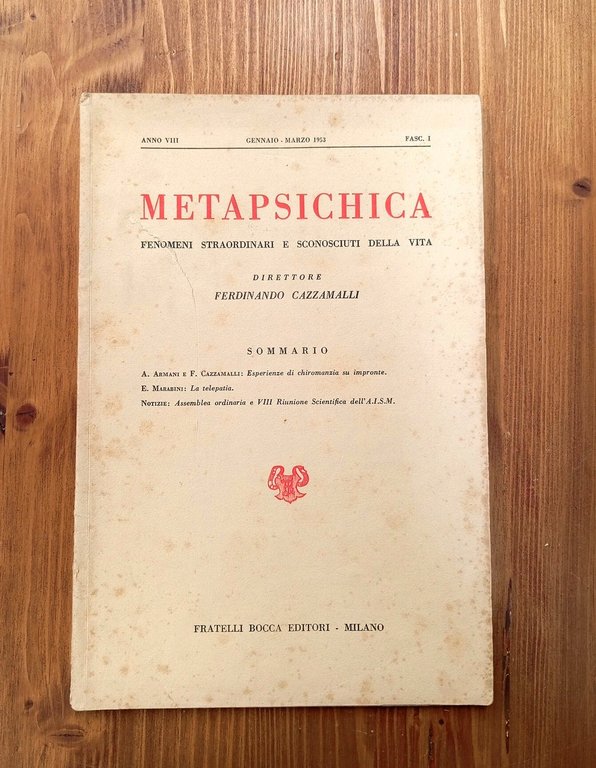 ANNO VIII GENNAIO - MARZO 1953 FASC. I
METAPSICHICA
FENOMENI STRAORDINARI E SCONOSCIUTI DELLA VITA
DIRETTORE
FERDINANDO CAZZAMALLI
SOMMARIO
A. ARMANI E F. CAZZAMALLI: Esperienze di chiromanzia su impronte.
E. MARABINI: La telepatia.
NOTIZIE: Assemblea ordinaria e VIII Riunione Scientifica dell'A.I.S.M.
FRATELLI BOCCA EDITORI - MILANO